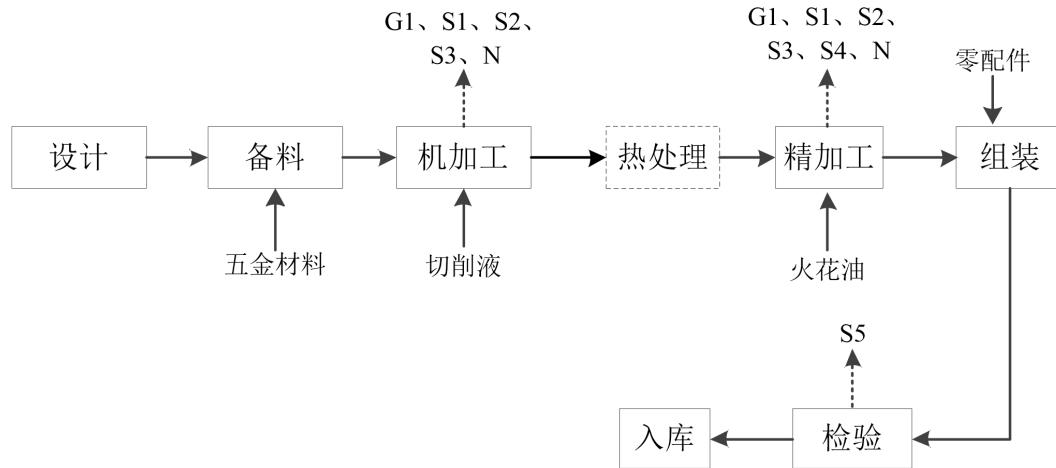 G1、S1、S2、
S3、N
G1、S1、S2、
S3、S4、N
零配件
设计
备料
机加工
热处理
精加工
组装
五金材料
切削液
火花油
S5
入库
检验